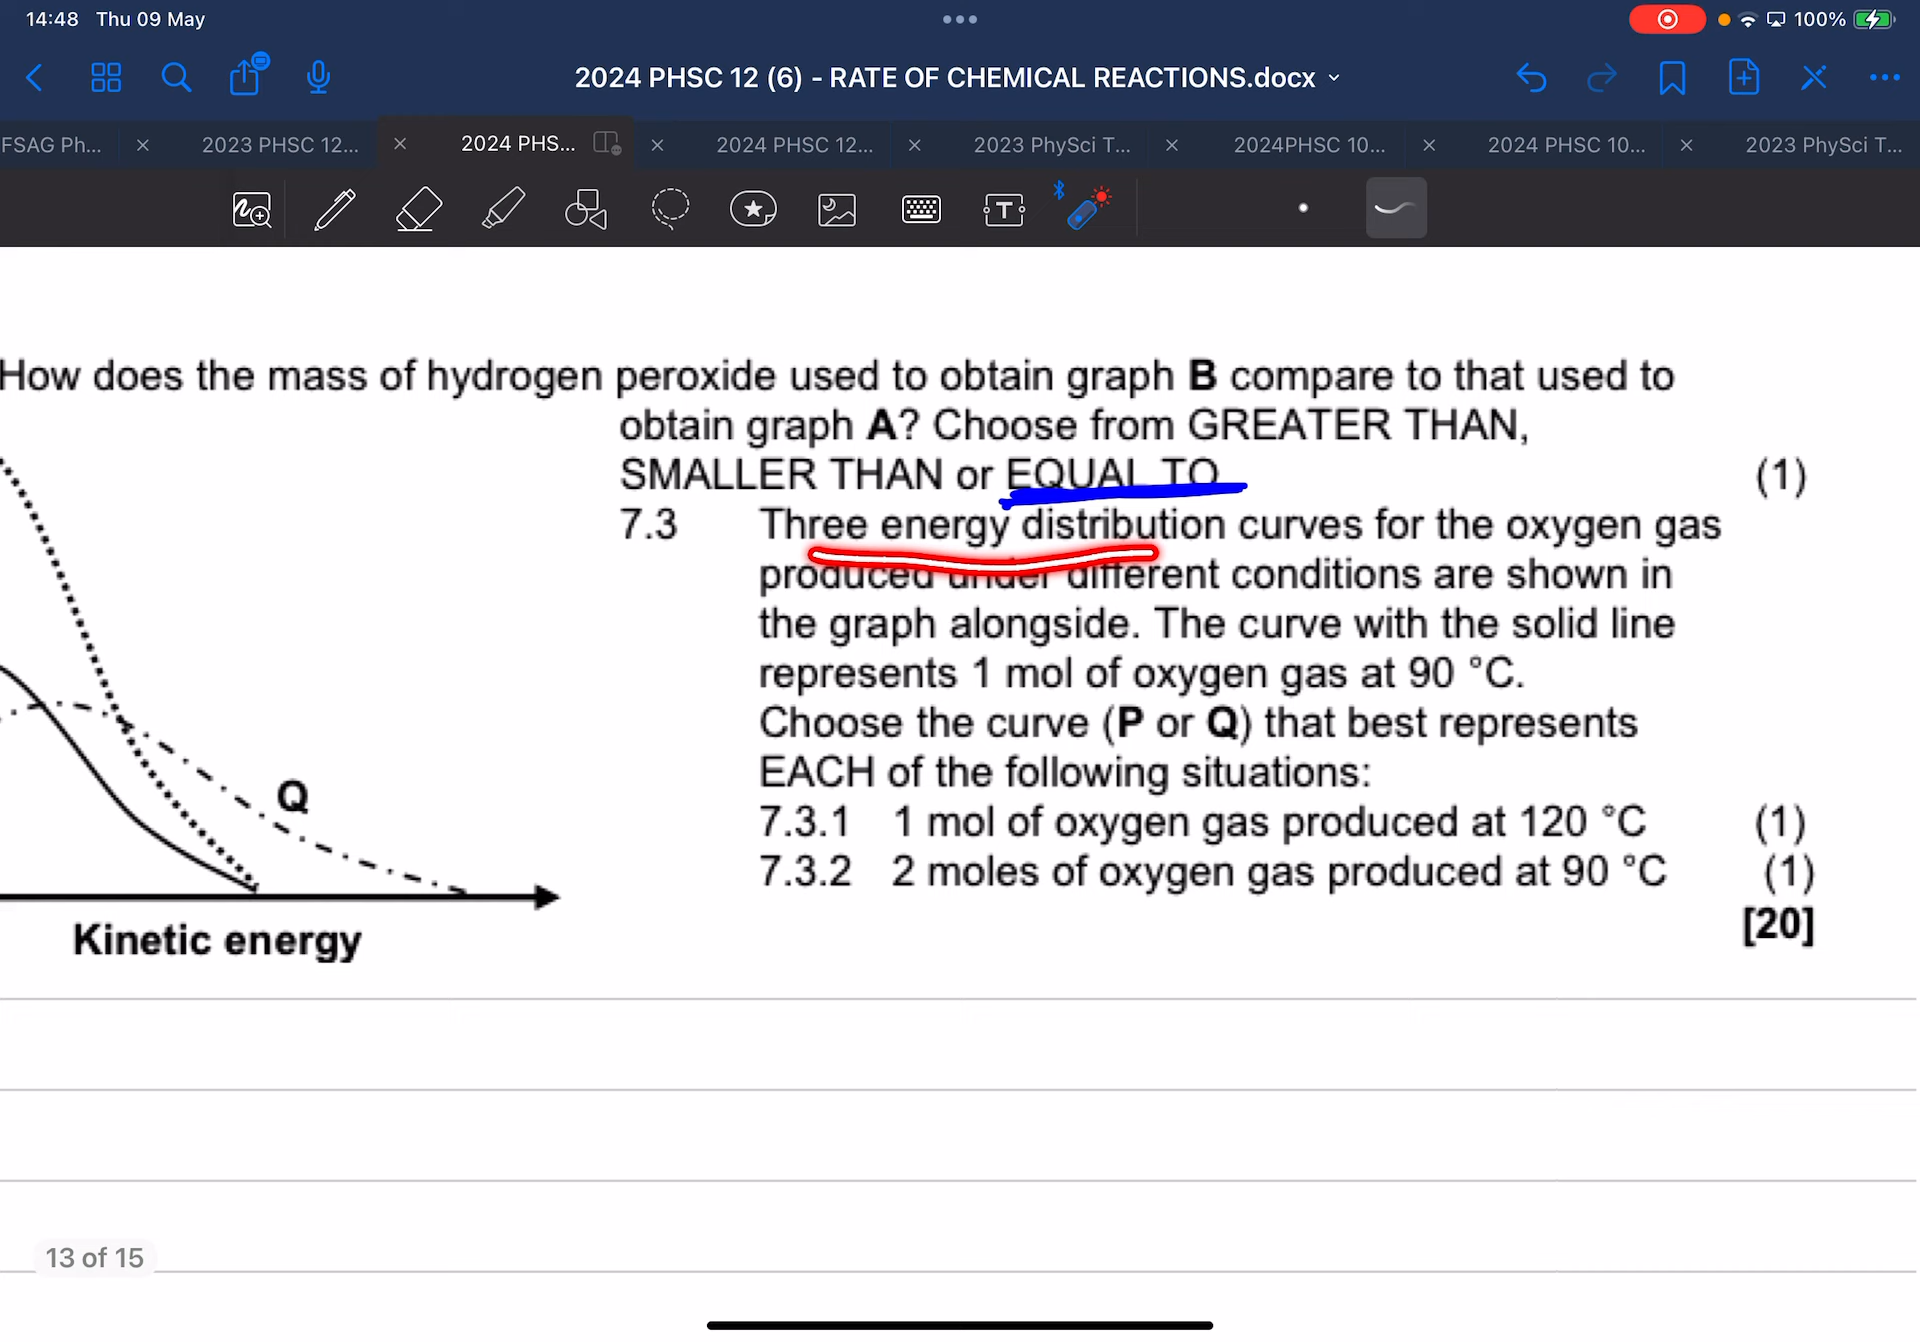 14:48 Thu 09 May
100%
2024 PHSC 12 (6) - RATE OF CHEMICAL REACTIONS.docx
FSAG Ph...
2023 PHSC 12...
2024 PHS...
2024 PHSC 12...
2023 PhySci T...
2024PHSC 10...
2024 PHSC 10...
2023 PhySci T...
How does the mass of hydrogen peroxide used to obtain graph B compare to that used to
obtain graph A? Choose from GREATER THAN,
SMALLER THAN or EQUAL TO (1)
7.3 Three energy distribution curves for the oxygen gas
produced under different conditions are shown in
the graph alongside. The curve with the solid line
represents 1 mol of oxygen gas at 90 °C.
Choose the curve (P or Q) that best represents
EACH of the following situations:
7.3.1 1 mol of oxygen gas produced at 120 °C (1)
7.3.2 2 moles of oxygen gas produced at 90 °C (1)
[20]
Q
Kinetic energy
13 of 15